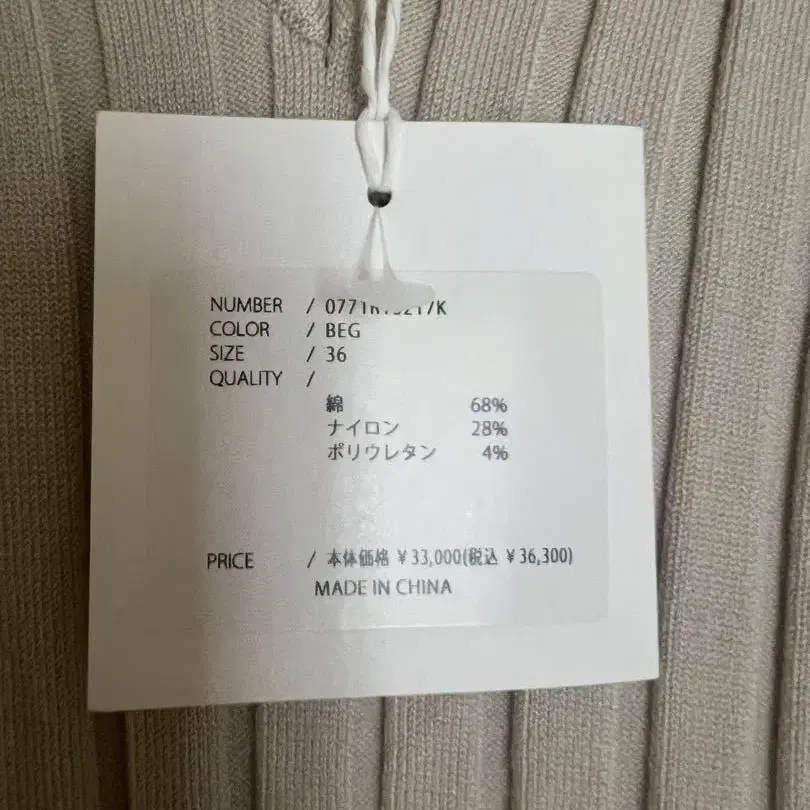 NUMBER /
COLOR / BEG
SIZE / 36
QUALITY /
綿 68%
ナイロン 28%
ポリウレタン 4%
PRICE / 本体価格 ¥33,000(税込 ¥36,300)
MADE IN CHINA